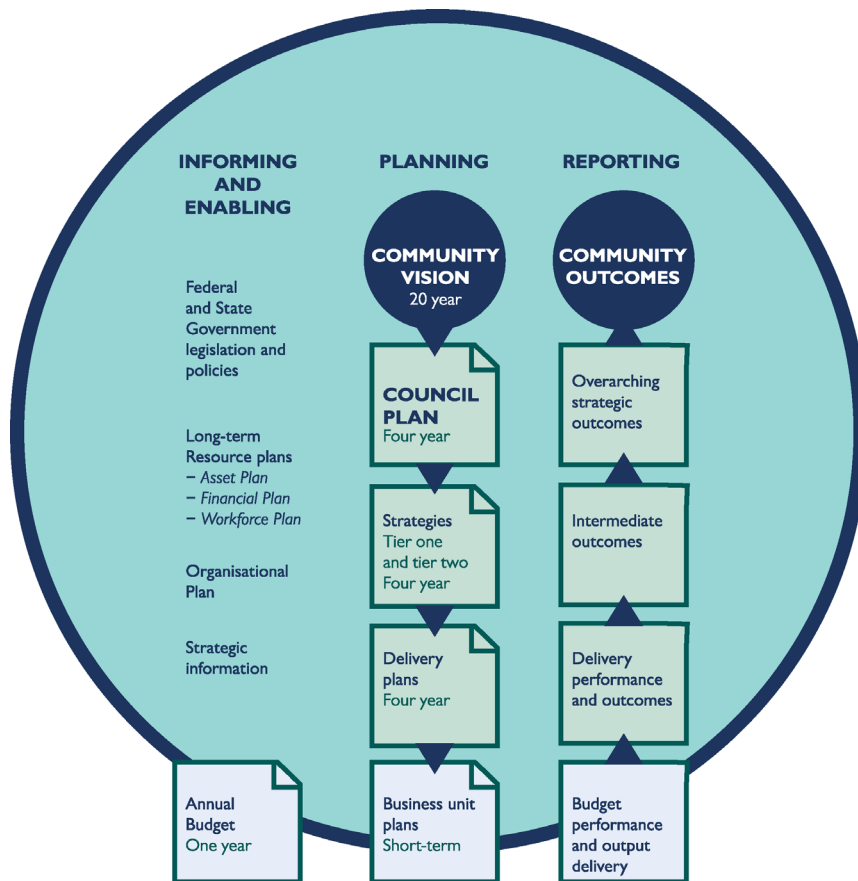 INFORMING
AND
ENABLING
Federal
and State
Government
legislation and
policies
Long-term
Resource plans
– Asset Plan
– Financial Plan
– Workforce Plan
Organisational
Plan
Strategic
information
Annual
Budget
One year
PLANNING
COMMUNITY
VISION
20 year
COUNCIL
PLAN
Four year
Strategies
Tier one
and tier two
Four year
Delivery
plans
Four year
Business unit
plans
Short-term
REPORTING
COMMUNITY
OUTCOMES
Overarching
strategic
outcomes
Intermediate
outcomes
Delivery
performance
and outcomes
Budget
performance
and output
delivery